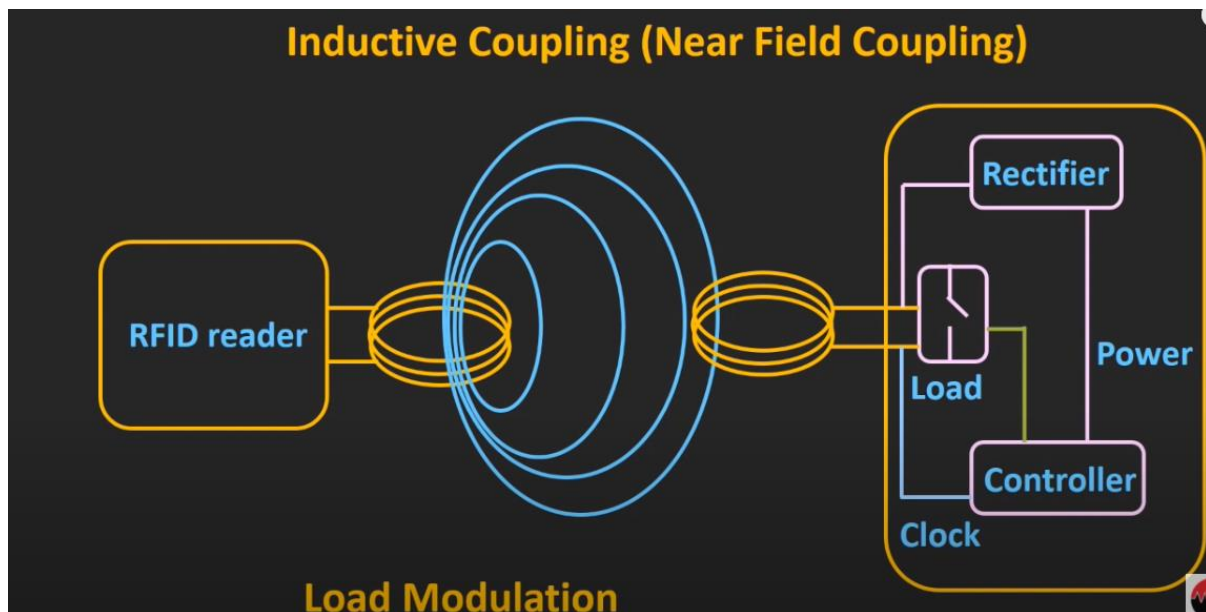 Inductive Coupling (Near Field Coupling)
RFID reader
Rectifier
Load
Power
Controller
Clock
Load Modulation